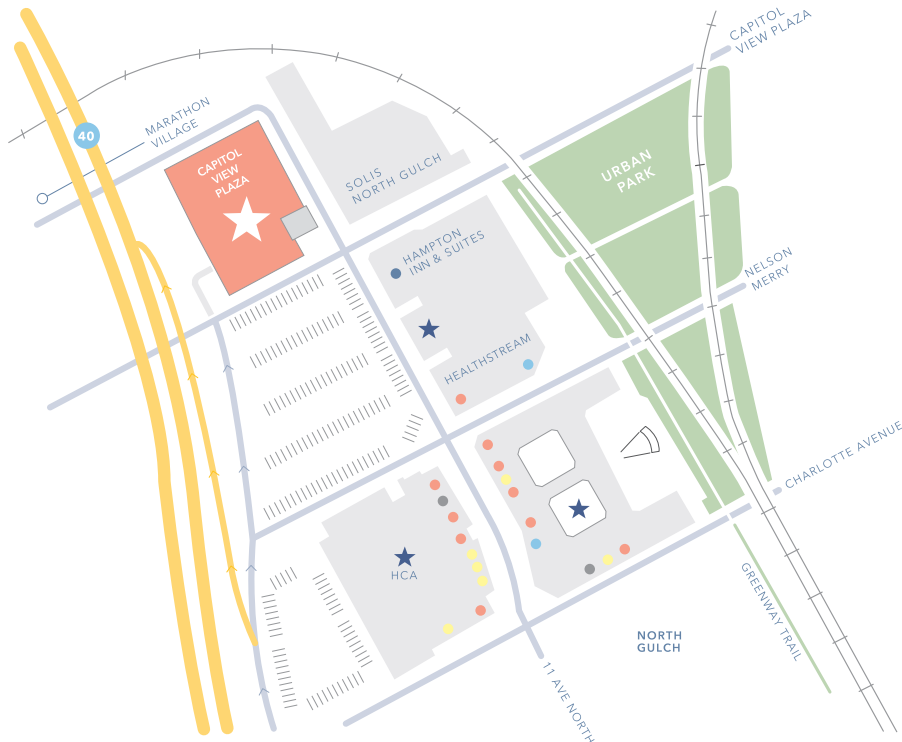 CAPITOL
VIEW PLAZA
MARATHON
VILLAGE
40
CAPITOL
VIEW
PLAZA
SOLIS
NORTH GULCH
URBAN
PARK
HAMPTON
INN & SUITES
NELSON
MERRY
HEALTHSTREAM
CHARLOTTE AVENUE
HCA
GREENWAY TRAIL
NORTH
GULCH
11 AVE NORTH